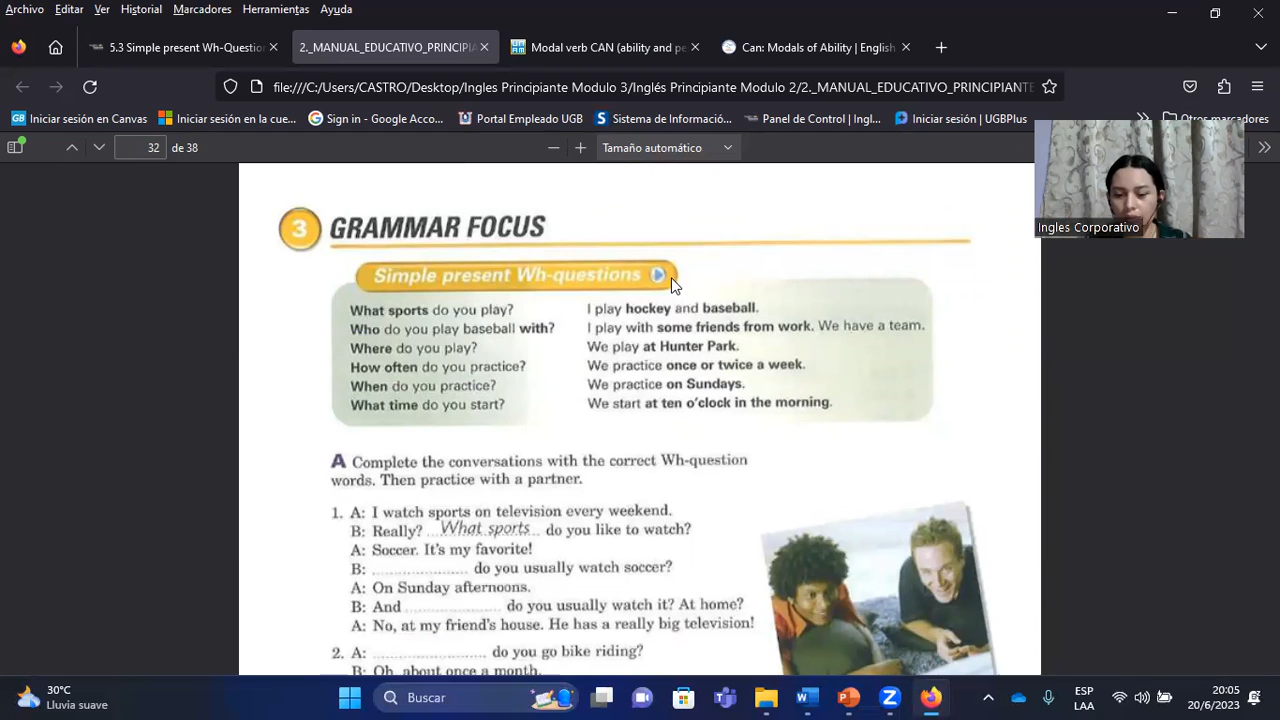 Archivo Editar Ver Historial Marcadores Herramientas Ayuda
5.3 Simple present Wh-Question
2._MANUAL_EDUCATIVO_PRINCIPIA
Modal verb CAN (ability and pe
Can: Modals of Ability | English
file:///C:/Users/CASTRO/Desktop/Ingles Principiante Modulo 3/Inglés Principiante Modulo 2/2._MANUAL_EDUCATIVO_PRINCIPIANTE
GB Iniciar sesión en Canvas
Iniciar sesión en la cue...
Sign in - Google Acco...
Portal Empleado UGB
Sistema de Informació...
Panel de Control | Ingl...
Iniciar sesión | UGBPlus
Otros marcadores
32 de 38
Tamaño automático
Ingles Corporativo
3 GRAMMAR FOCUS
Simple present Wh-questions
What sports do you play? I play hockey and baseball.
Who do you play baseball with? I play with some friends from work. We have a team.
Where do you play? We play at Hunter Park.
How often do you practice? We practice once or twice a week.
When do you practice? We practice on Sundays.
What time do you start? We start at ten o'clock in the morning.
A Complete the conversations with the correct Wh-question
words. Then practice with a partner.
1. A: I watch sports on television every weekend.
B: Really? What sports do you like to watch?
A: Soccer. It's my favorite!
B: .................... do you usually watch soccer?
A: On Sunday afternoons.
B: And .................... do you usually watch it? At home?
A: No, at my friend's house. He has a really big television!
2. A: .................... do you go bike riding?
B: Oh, about once a month.
30°C
Lluvia suave
Buscar
ESP
LAA
20:05
20/6/2023